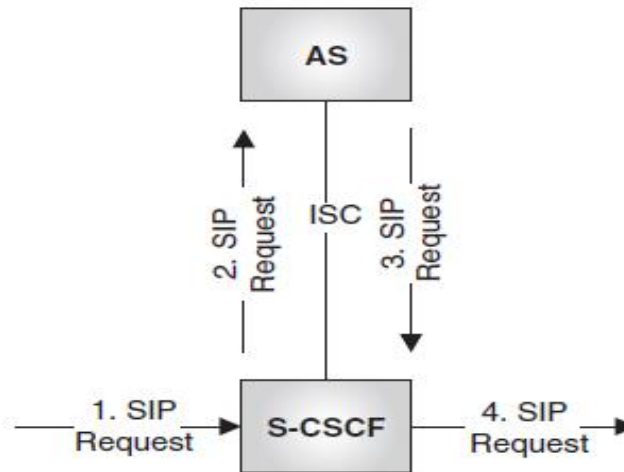 AS
2. SIP
Request
ISC
3. SIP
Request
1. SIP
Request
S-CSCF
4. SIP
Request